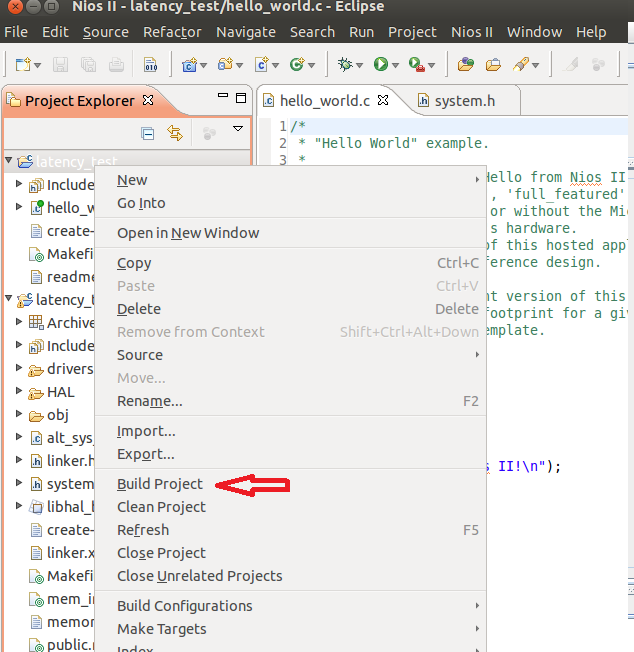 Nios II - latency_test/hello_world.c - Eclipse
File Edit Source Refactor Navigate Search Run Project Nios II Window Help
Project Explorer
hello_world.c
system.h
1 /*
2 * "Hello World" example.
3 *
latency_test
Include
hello_w
create-
Makefi
readme
latency_t
Archive
Include
drivers
HAL
obj
alt_sys_
linker.h
system
libhal_b
create-
linker.x
Makefi
mem_in
memor
public.
New
Go Into
Open in New Window
Copy Ctrl+C
Paste Ctrl+V
Delete Delete
Remove from Context Shift+Ctrl+Alt+Down
Source
Move...
Rename... F2
Import...
Export...
Build Project
Clean Project
Refresh F5
Close Project
Close Unrelated Projects
Build Configurations
Make Targets
Index
Hello from Nios II
, 'full_featured'
or without the Mic
s hardware.
of this hosted appl
ference design.
nt version of this
footprint for a giv
emplate.
s II!\n");